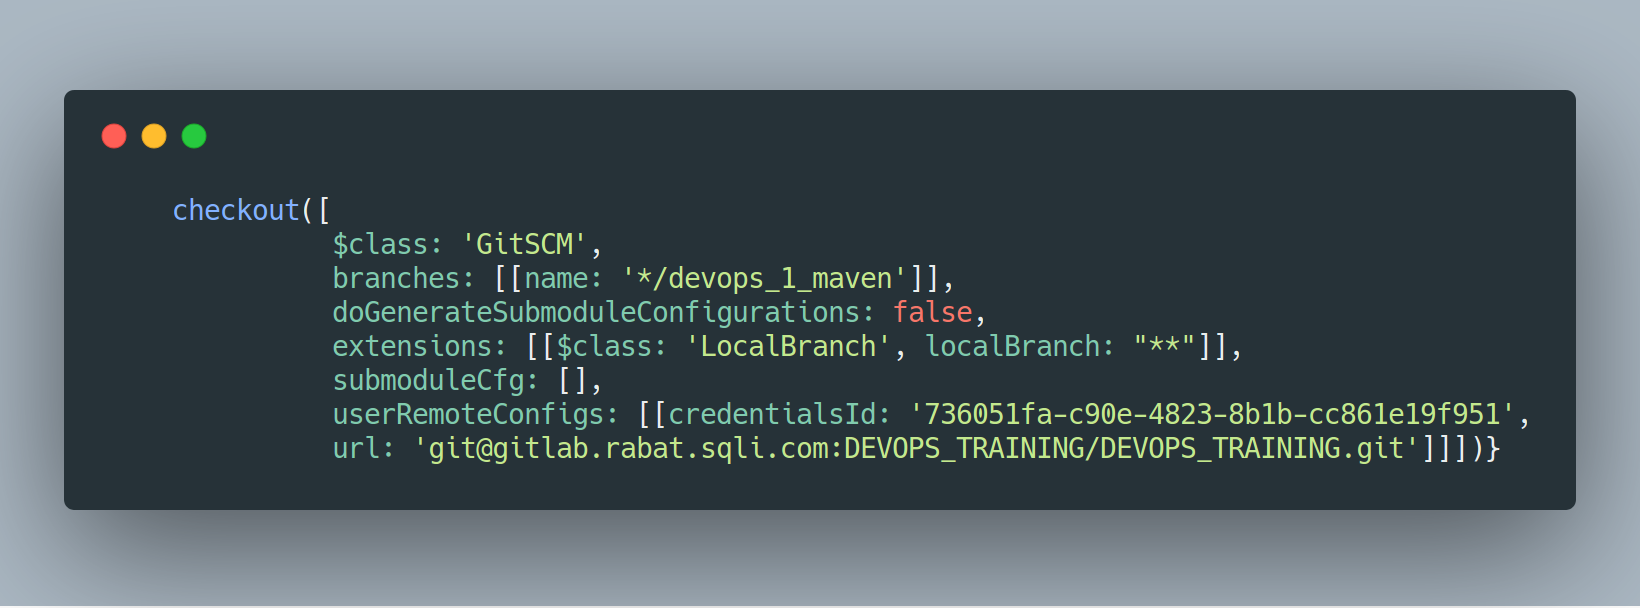 checkout([
$class: 'GitSCM',
branches: [[name: '*/devops_1_maven']],
doGenerateSubmoduleConfigurations: false,
extensions: [[$class: 'LocalBranch', localBranch: "**"]],
submoduleCfg: [],
userRemoteConfigs: [[credentialsId: '736051fa-c90e-4823-8b1b-cc861e19f951',
url: 'git@gitlab.rabat.sqli.com:DEVOPS_TRAINING/DEVOPS_TRAINING.git']]])}